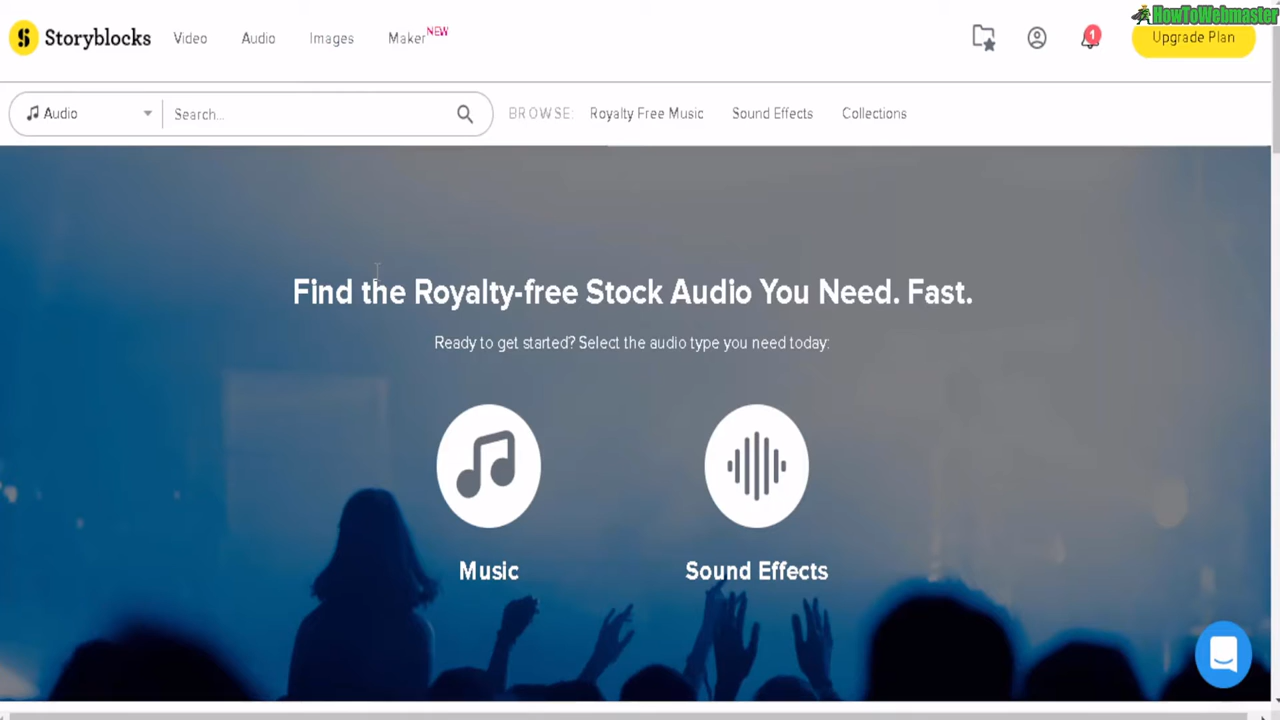 HowToWebmaster
Storyblocks Video Audio Images Maker NEW 1 Upgrade Plan
Audio Search... BROWSE: Royalty Free Music Sound Effects Collections
Find the Royalty-free Stock Audio You Need. Fast.
Ready to get started? Select the audio type you need today:
Music Sound Effects